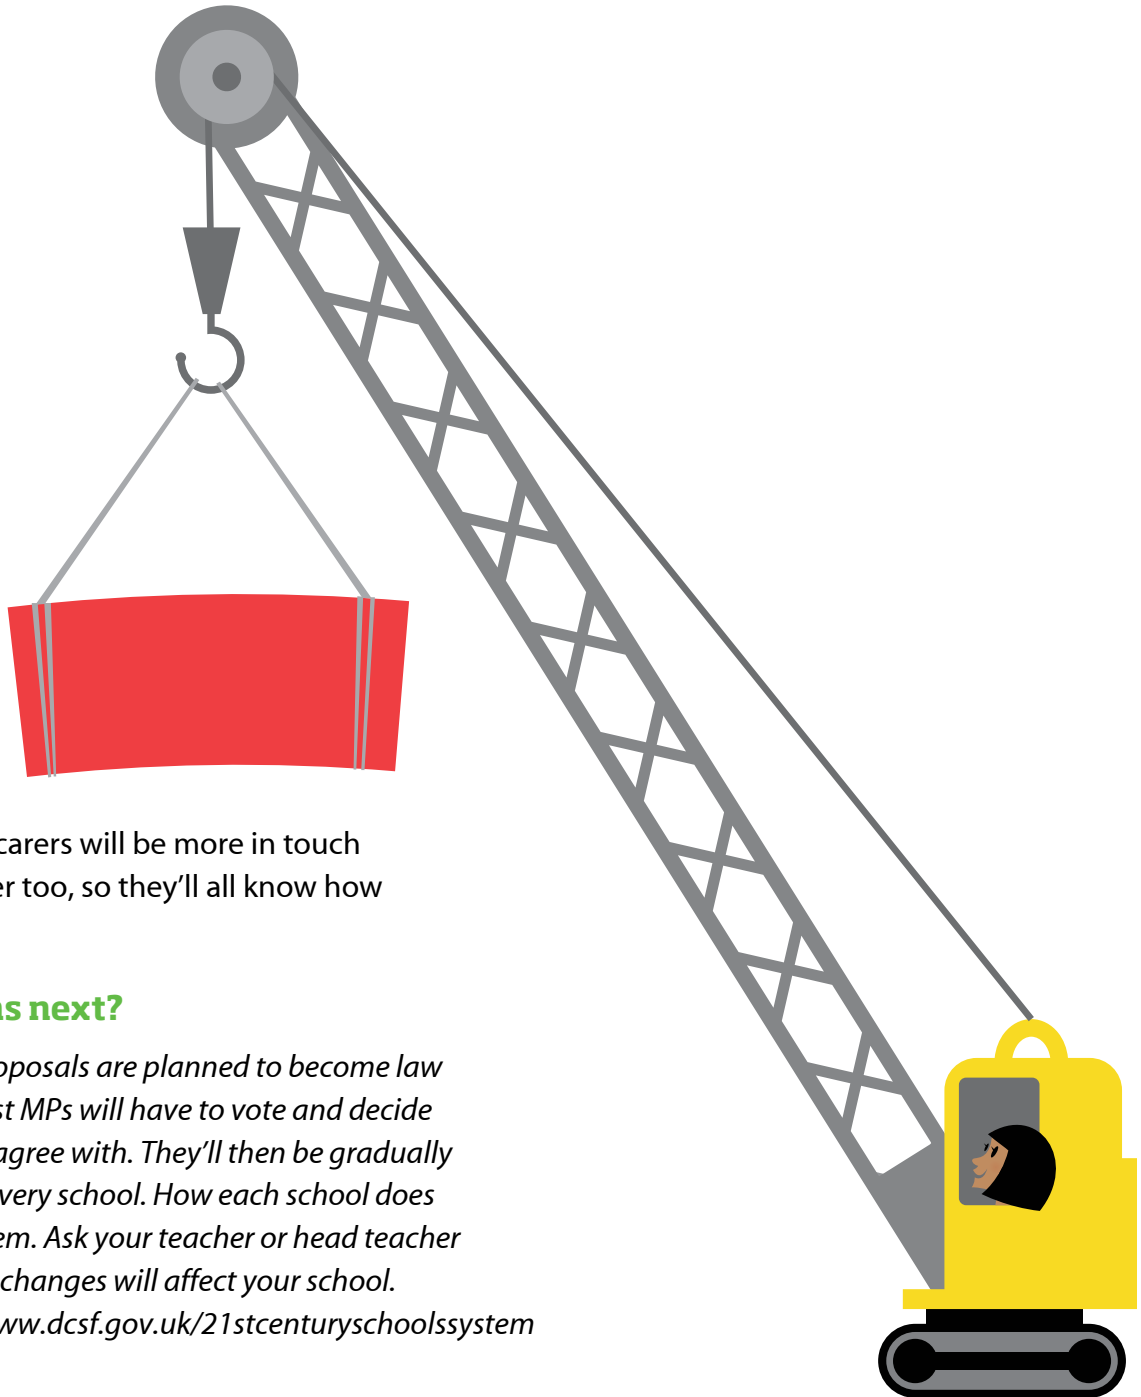 carers will be more in touch
er too, so they’ll all know how
ns next?
oposals are planned to become law
st MPs will have to vote and decide
agree with. They’ll then be gradually
very school. How each school does
em. Ask your teacher or head teacher
changes will affect your school.
ww.dcsf.gov.uk/21stcenturyschoolssystem